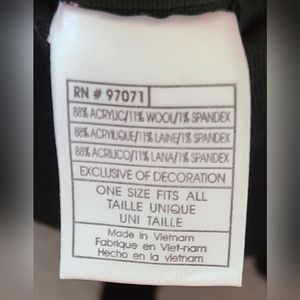 RN # 97071
88% ACRYLIC/11% WOOL/1% SPANDEX
88% ACRYLIQUE/11% LAINE/1% SPANDEX
88% ACRILICO/11% LANA/1% SPANDEX
EXCLUSIVE OF DECORATION
ONE SIZE FITS ALL
TAILLE UNIQUE
UNI TAILLE
Made in Vietnam
Fabrique en Viet-nam
Hecho en la vietnam